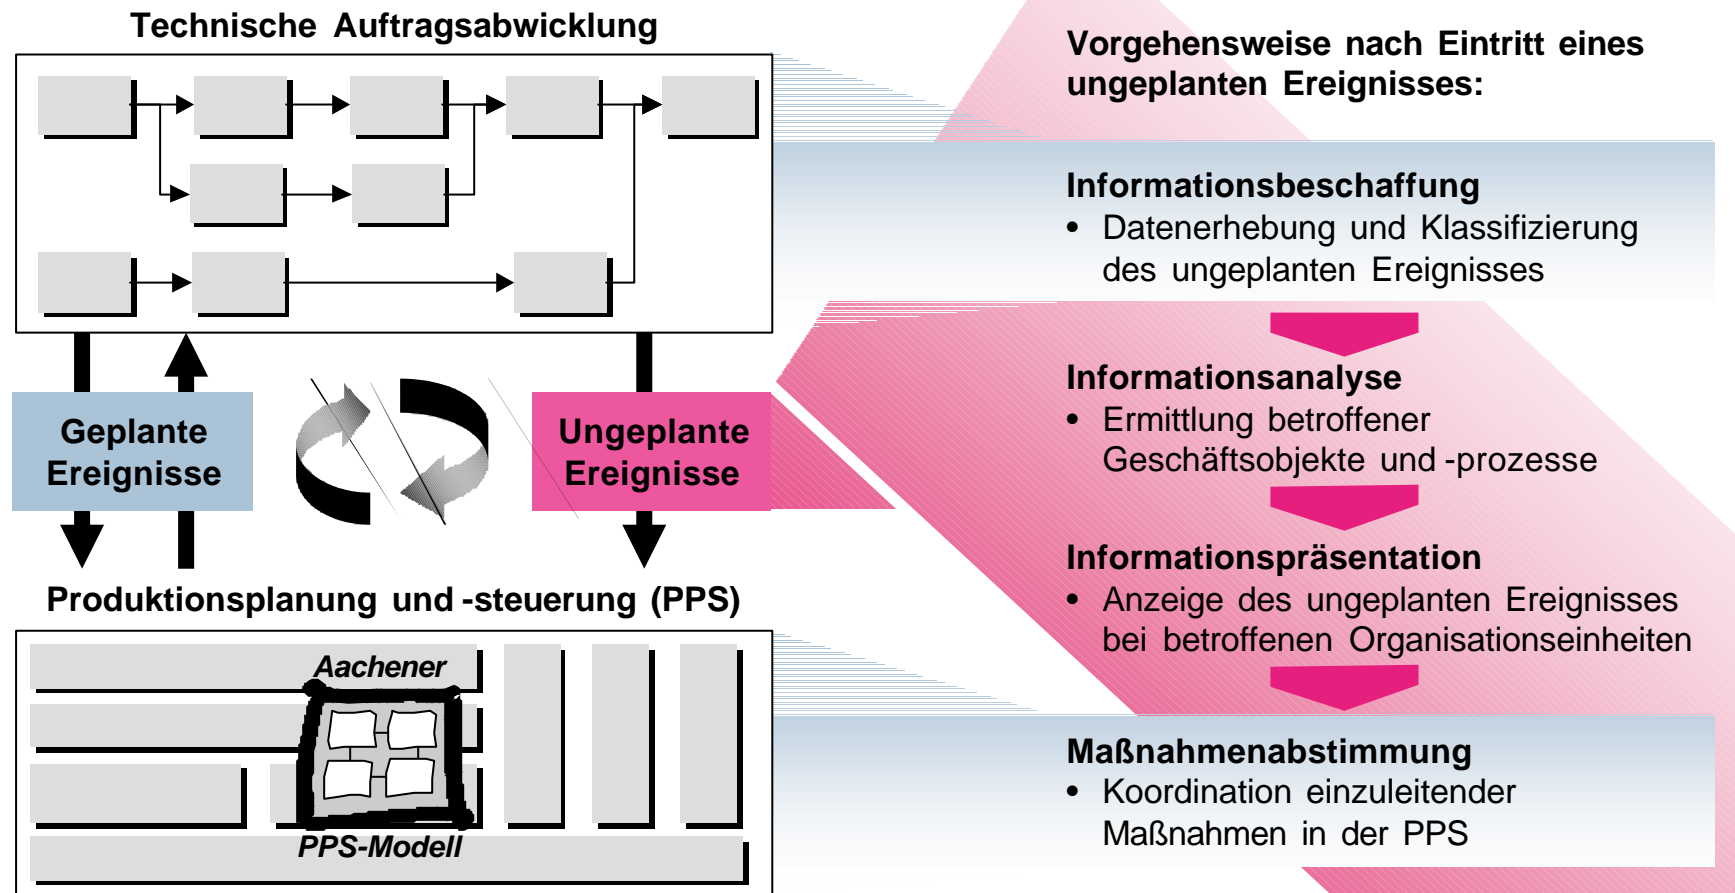 Technische Auftragsabwicklung
Geplante
Ereignisse
Ungeplante
Ereignisse
Produktionsplanung und -steuerung (PPS)
Aachener
PPS-Modell
Vorgehensweise nach Eintritt eines
ungeplanten Ereignisses:
Informationsbeschaffung
• Datenerhebung und Klassifizierung
des ungeplanten Ereignisses
Informationsanalyse
• Ermittlung betroffener
Geschäftsobjekte und -prozesse
Informationspräsentation
• Anzeige des ungeplanten Ereignisses
bei betroffenen Organisationseinheiten
Maßnahmenabstimmung
• Koordination einzuleitender
Maßnahmen in der PPS